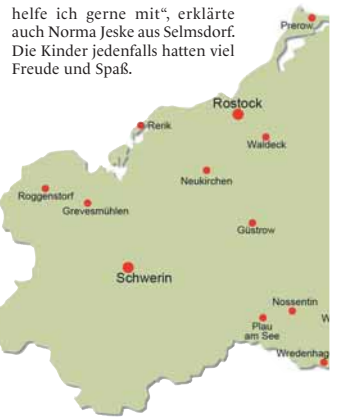 helfe ich gerne mit“, erklärte
auch Norma Jeske aus Selmsdorf.
Die Kinder jedenfalls hatten viel
Freude und Spaß.
Prerow
Rostock
Rerik
Waldeck
Neukirchen
Roggenstorf
Grevesmühlen
Güstrow
Schwerin
Nossentin
Plau
am See
W
Wredenhag